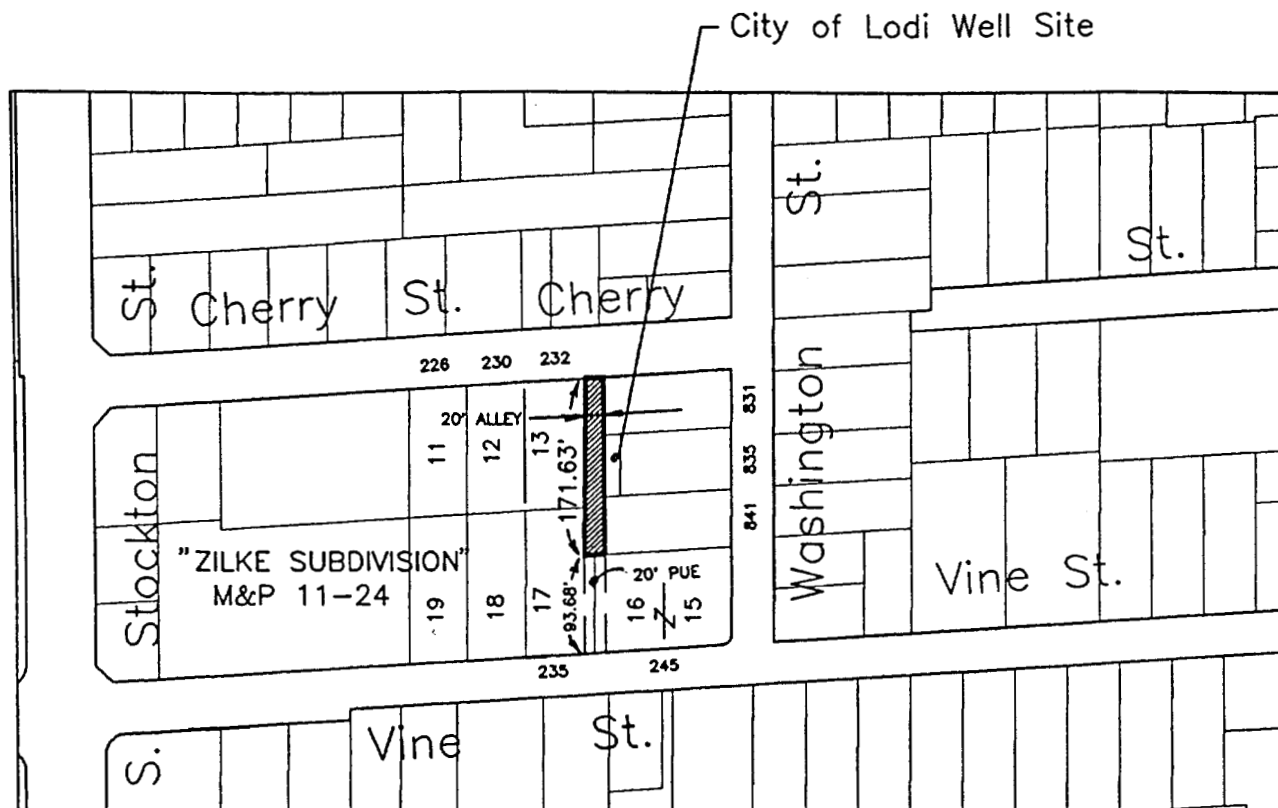 City of Lodi Well Site
St.
St.
St.
Cherry St. Cherry
226 230 232
831
20' ALLEY
11
12
13
171.63'
835
Stockton
Washington
841
"ZILKE SUBDIVISION"
M&P 11-24
20' PUE
Vine St.
19
18
17
93.68'
16
Z
15
235
245
Vine St.
S.